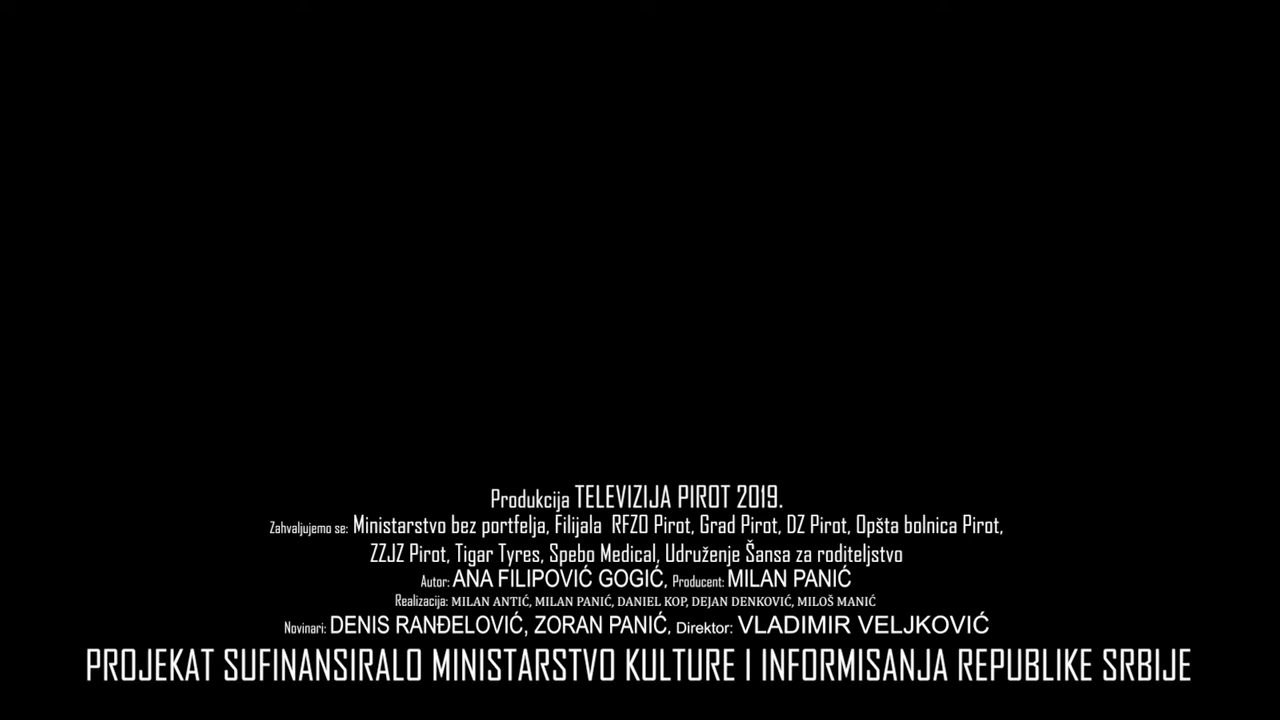 Produkcija TELEVIZIJA PIROT 2019.
Zahvaljujemo se: Ministarstvo bez portfelja, Filijala RFZO Pirot, Grad Pirot, DZ Pirot, Opšta bolnica Pirot,
ZZJZ Pirot, Tigar Tyres, Spebo Medical, Udruženje Šansa za roditeljstvo
Autor: ANA FILIPOVIĆ GOGIĆ, Producent: MILAN PANIĆ
Realizacija: MILAN ANTIĆ, MILAN PANIĆ, DANIEL KOP, DEJAN DENKOVIĆ, MILOŠ MANIĆ
Novinari: DENIS RANĐELOVIĆ, ZORAN PANIĆ, Direktor: VLADIMIR VELJKOVIĆ
PROJEKAT SUFINANSIRALO MINISTARSTVO KULTURE I INFORMISANJA REPUBLIKE SRBIJE